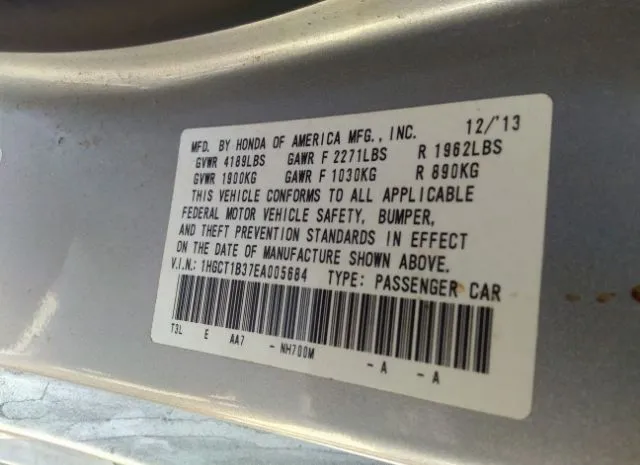 MFD. BY HONDA OF AMERICA MFG., INC. 12/'13
GVWR 4189LBS GAWR F 2271LBS R 1962LBS
GVWR 1900KG GAWR F 1030KG R 890KG
THIS VEHICLE CONFORMS TO ALL APPLICABLE
FEDERAL MOTOR VEHICLE SAFETY, BUMPER,
AND THEFT PREVENTION STANDARDS IN EFFECT
ON THE DATE OF MANUFACTURE SHOWN ABOVE.
V.I.N.: 1HGCT1B37EA005684 TYPE: PASSENGER CAR
T3L E AA7 - NH700M - A - A